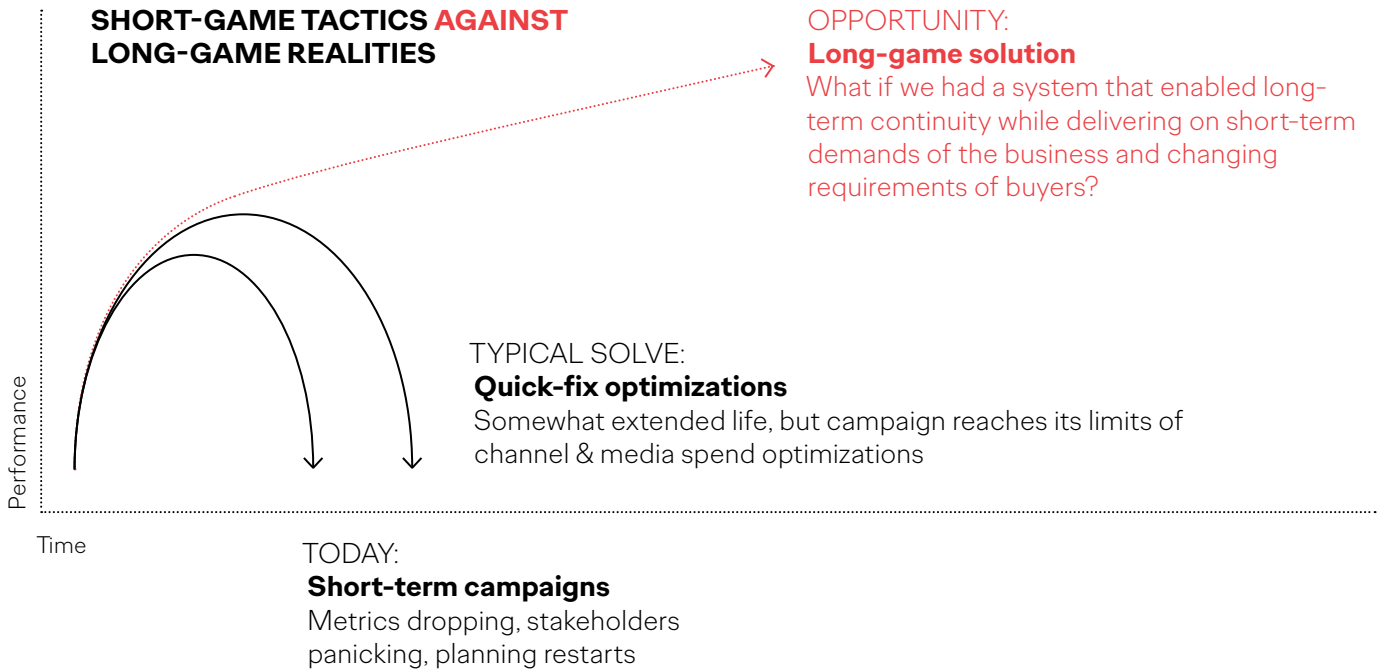 SHORT-GAME TACTICS AGAINST
LONG-GAME REALITIES
OPPORTUNITY:
Long-game solution
What if we had a system that enabled long-
term continuity while delivering on short-term
demands of the business and changing
requirements of buyers?
TYPICAL SOLVE:
Quick-fix optimizations
Somewhat extended life, but campaign reaches its limits of
channel & media spend optimizations
Performance
Time
TODAY:
Short-term campaigns
Metrics dropping, stakeholders
panicking, planning restarts